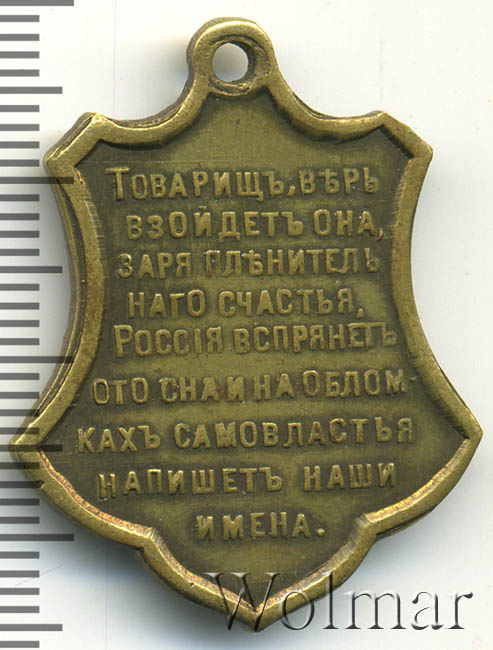 ТОВАРИЩЪ, ВѢРЬ
ВЗОЙДЕТЪ ОНА,
ЗАРЯ ПЛѢНИТЕЛЬ
НАГО СЧАСТЬЯ,
РОССІЯ ВСПРЯНЕТЪ
ОТО СНА И НА ОБЛОМ-
КАХЪ САМОВЛАСТЬЯ
НАПИШЕТЪ НАШИ
ИМЕНА.
Wolmar